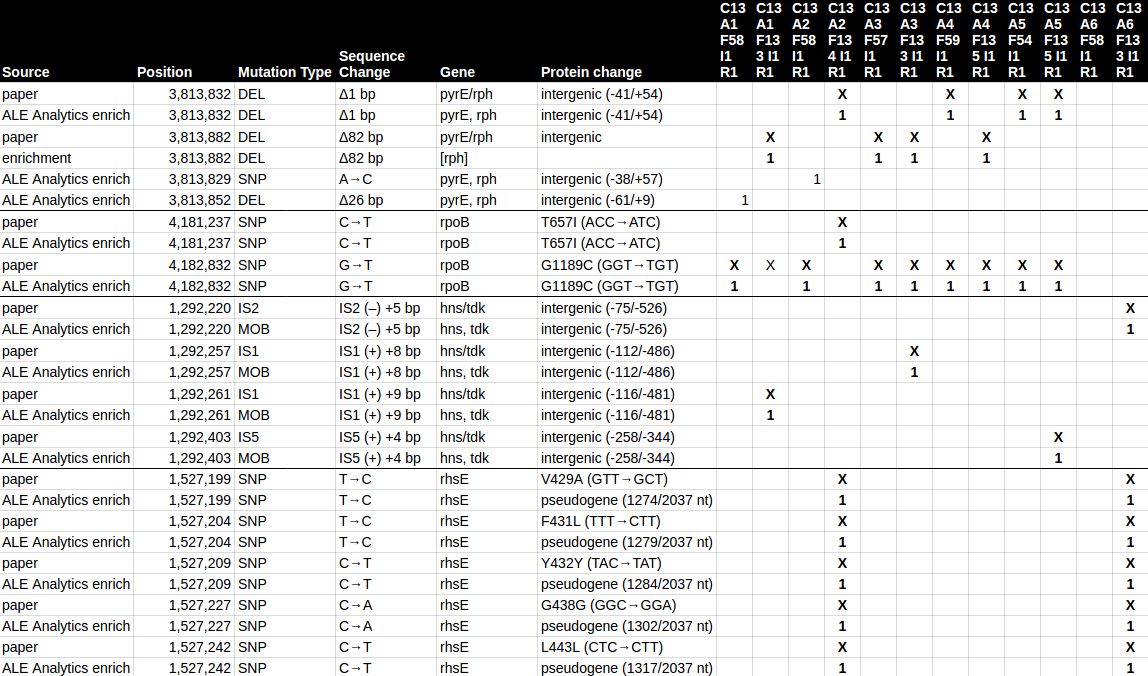 C13 C13 C13 C13 C13 C13 C13 C13 C13 C13 C13 C13
A1 A1 A2 A2 A3 A3 A4 A4 A5 A5 A6 A6
F58 F13 F58 F13 F57 F13 F59 F13 F54 F13 F58 F13
Sequence I1 3 I1 I1 4 I1 I1 3 I1 I1 5 I1 I1 5 I1 I1 3 I1
Source Position Mutation Type Change Gene Protein change R1 R1 R1 R1 R1 R1 R1 R1 R1 R1 R1 R1
paper 3,813,832 DEL Δ1 bp pyrE/rph intergenic (-41/+54) X X X X
ALE Analytics enrich 3,813,832 DEL Δ1 bp pyrE, rph intergenic (-41/+54) 1 1 1 1
paper 3,813,882 DEL Δ82 bp pyrE/rph intergenic X X X X
enrichment 3,813,882 DEL Δ82 bp [rph] 1 1 1 1
ALE Analytics enrich 3,813,829 SNP A→C pyrE, rph intergenic (-38/+57) 1
ALE Analytics enrich 3,813,852 DEL Δ26 bp pyrE, rph intergenic (-61/+9) 1
paper 4,181,237 SNP C→T rpoB T657I (ACC→ATC) X
ALE Analytics enrich 4,181,237 SNP C→T rpoB T657I (ACC→ATC) 1
paper 4,182,832 SNP G→T rpoB G1189C (GGT→TGT) X X X X X X X X X
ALE Analytics enrich 4,182,832 SNP G→T rpoB G1189C (GGT→TGT) 1 1 1 1 1 1 1 1
paper 1,292,220 IS2 IS2 (–) +5 bp hns/tdk intergenic (-75/-526) X
ALE Analytics enrich 1,292,220 MOB IS2 (–) +5 bp hns, tdk intergenic (-75/-526) 1
paper 1,292,257 IS1 IS1 (+) +8 bp hns/tdk intergenic (-112/-486) X
ALE Analytics enrich 1,292,257 MOB IS1 (+) +8 bp hns, tdk intergenic (-112/-486) 1
paper 1,292,261 IS1 IS1 (+) +9 bp hns/tdk intergenic (-116/-481) X
ALE Analytics enrich 1,292,261 MOB IS1 (+) +9 bp hns, tdk intergenic (-116/-481) 1
paper 1,292,403 IS5 IS5 (+) +4 bp hns/tdk intergenic (-258/-344) X
ALE Analytics enrich 1,292,403 MOB IS5 (+) +4 bp hns, tdk intergenic (-258/-344) 1
paper 1,527,199 SNP T→C rhsE V429A (GTT→GCT) X X
ALE Analytics enrich 1,527,199 SNP T→C rhsE pseudogene (1274/2037 nt) 1 1
paper 1,527,204 SNP T→C rhsE F431L (TTT→CTT) X X
ALE Analytics enrich 1,527,204 SNP T→C rhsE pseudogene (1279/2037 nt) 1 1
paper 1,527,209 SNP C→T rhsE Y432Y (TAC→TAT) X X
ALE Analytics enrich 1,527,209 SNP C→T rhsE pseudogene (1284/2037 nt) 1 1
paper 1,527,227 SNP C→A rhsE G438G (GGC→GGA) X X
ALE Analytics enrich 1,527,227 SNP C→A rhsE pseudogene (1302/2037 nt) 1 1
paper 1,527,242 SNP C→T rhsE L443L (CTC→CTT) X X
ALE Analytics enrich 1,527,242 SNP C→T rhsE pseudogene (1317/2037 nt) 1 1